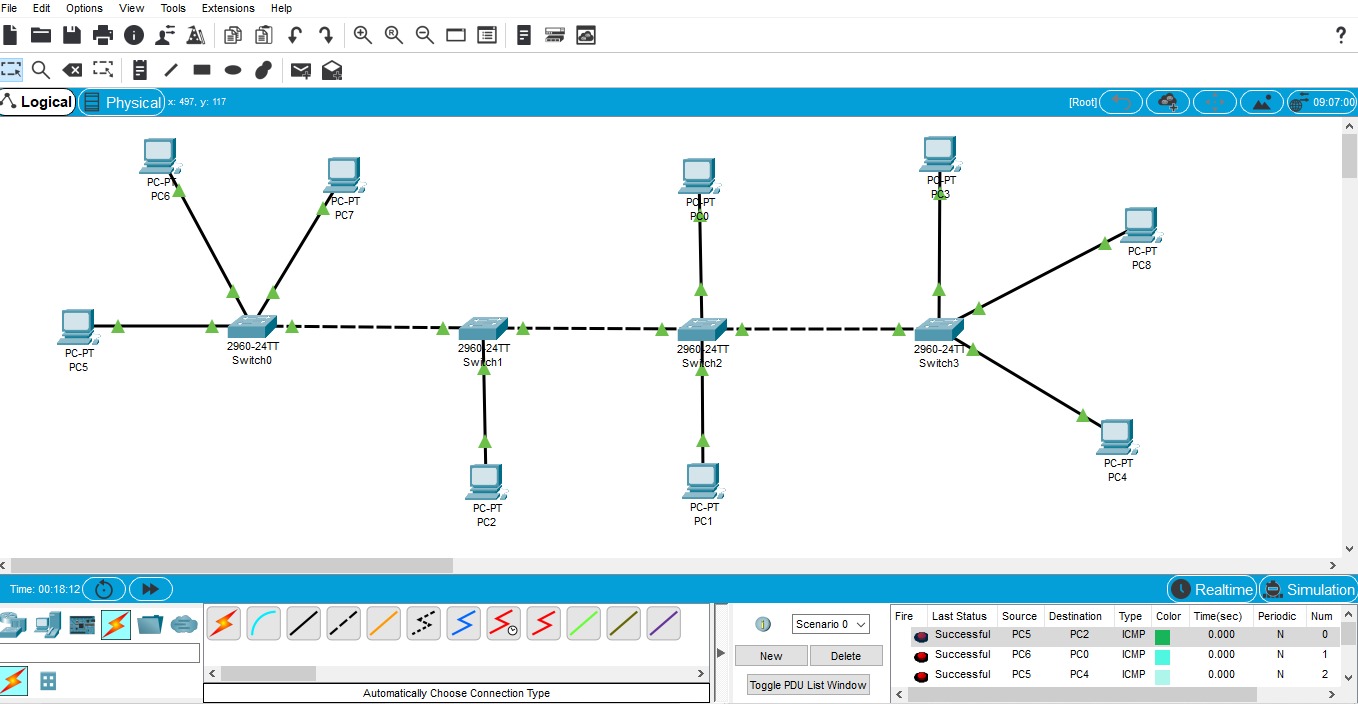 File Edit Options View Tools Extensions Help
?
Logical Physical x: 497, y: 117 [Root] 09:07:00
PC-PT
PC6
PC-PT
PC7
PC-PT
PC0
PC-PT
PC3
PC-PT
PC8
PC-PT
PC5
2960-24TT
Switch0
2960-24TT
Switch1
2960-24TT
Switch2
2960-24TT
Switch3
PC-PT
PC4
PC-PT
PC2
PC-PT
PC1
Time: 00:18:12 Realtime Simulation
Scenario 0
New Delete
Toggle PDU List Window
Automatically Choose Connection Type
Fire Last Status Source Destination Type Color Time(sec) Periodic Num
Successful PC5 PC2 ICMP 0.000 N 0
Successful PC6 PC0 ICMP 0.000 N 1
Successful PC5 PC4 ICMP 0.000 N 2